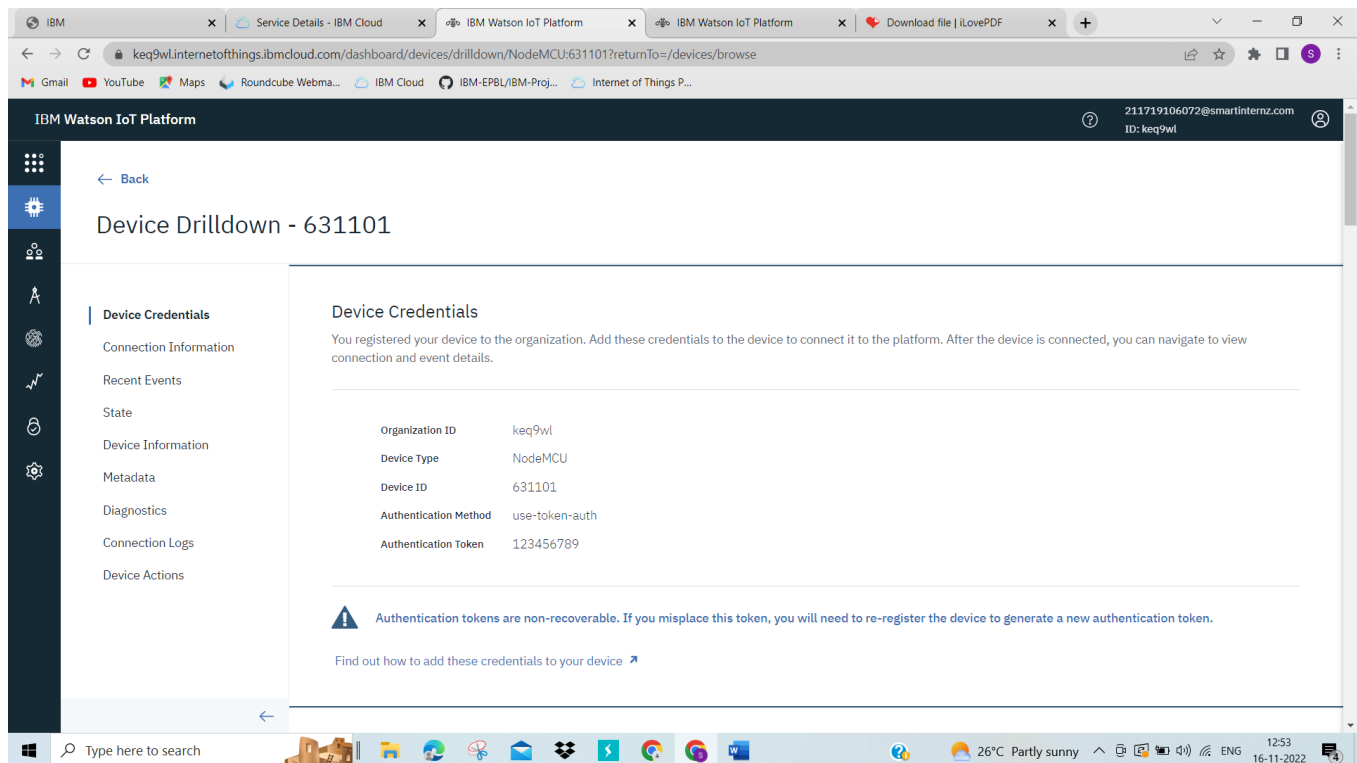 IBM
Service Details - IBM Cloud
IBM Watson IoT Platform
IBM Watson IoT Platform
Download file | iLovePDF
keq9wl.internetofthings.ibmcloud.com/dashboard/devices/drilldown/NodeMCU:631101?returnTo=/devices/browse
S
Gmail
YouTube
Maps
Roundcube Webma...
IBM Cloud
IBM-EPBL/IBM-Proj...
Internet of Things P...
IBM Watson IoT Platform
211719106072@smartinternz.com
ID: keq9wl
Back
Device Drilldown - 631101
Device Credentials
Connection Information
Recent Events
State
Device Information
Metadata
Diagnostics
Connection Logs
Device Actions
Device Credentials
You registered your device to the organization. Add these credentials to the device to connect it to the platform. After the device is connected, you can navigate to view
connection and event details.
Organization ID keq9wl
Device Type NodeMCU
Device ID 631101
Authentication Method use-token-auth
Authentication Token 123456789
Authentication tokens are non-recoverable. If you misplace this token, you will need to re-register the device to generate a new authentication token.
Find out how to add these credentials to your device
Type here to search
26°C Partly sunny
ENG
12:53
16-11-2022
4